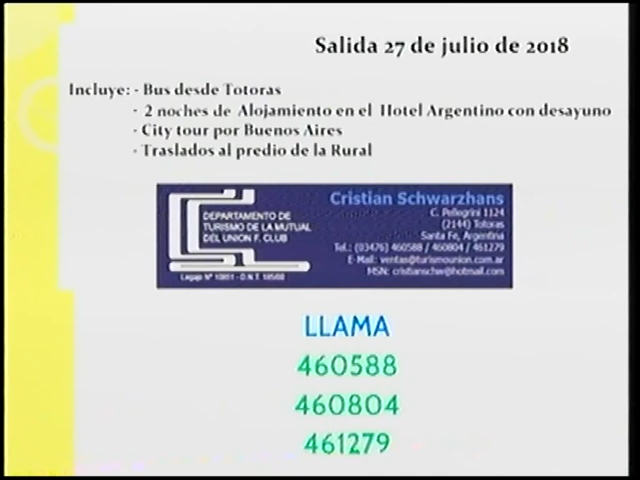 Salida 27 de julio de 2018
Incluye: - Bus desde Totoras
- 2 noches de Alojamiento en el Hotel Argentino con desayuno
- City tour por Buenos Aires
- Traslados al predio de la Rural
Cristian Schwarzhans
C. Pellegrini 1124
(2144) Totoras
Santa Fe, Argentina
Tel.: (03476) 460588 / 460804 / 461279
E-Mail: ventas@turismounion.com.ar
MSN: cristianschw@hotmail.com
DEPARTAMENTO DE
TURISMO DE LA MUTUAL
DEL UNION F. CLUB
Legajo Nº
LLAMA
460588
460804
461279